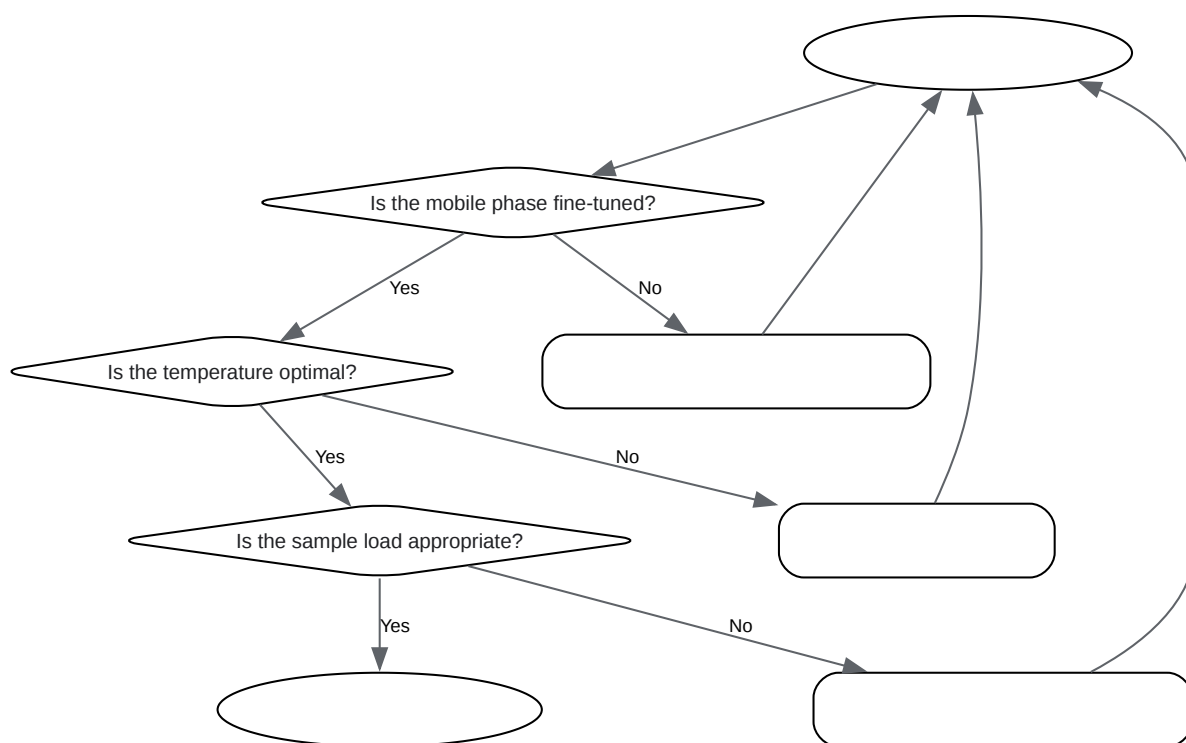 Is the mobile phase fine-tuned?
Yes
No
Is the temperature optimal?
Yes
No
Is the sample load appropriate?
Yes
No